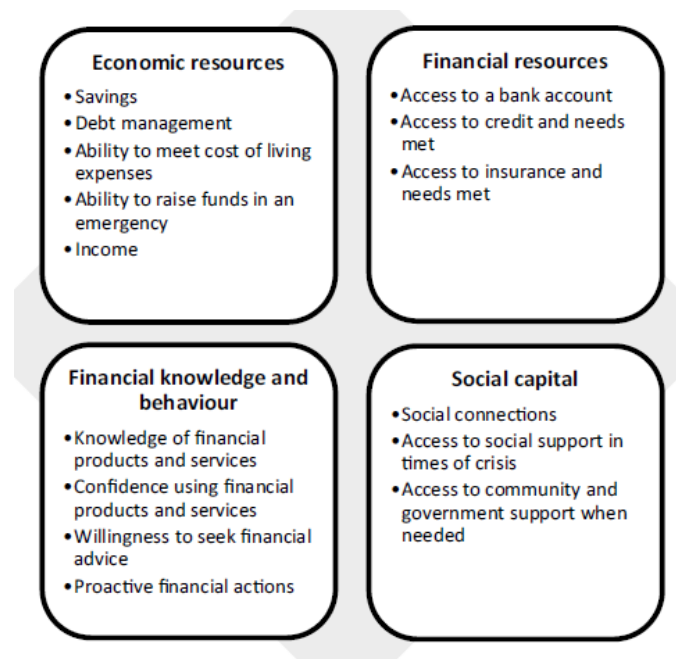 Economic resources
•Savings
•Debt management
•Ability to meet cost of living
expenses
•Ability to raise funds in an
emergency
•Income
Financial resources
•Access to a bank account
•Access to credit and needs
met
•Access to insurance and
needs met
Financial knowledge and
behaviour
•Knowledge of financial
products and services
•Confidence using financial
products and services
•Willingness to seek financial
advice
•Proactive financial actions
Social capital
•Social connections
•Access to social support in
times of crisis
•Access to community and
government support when
needed